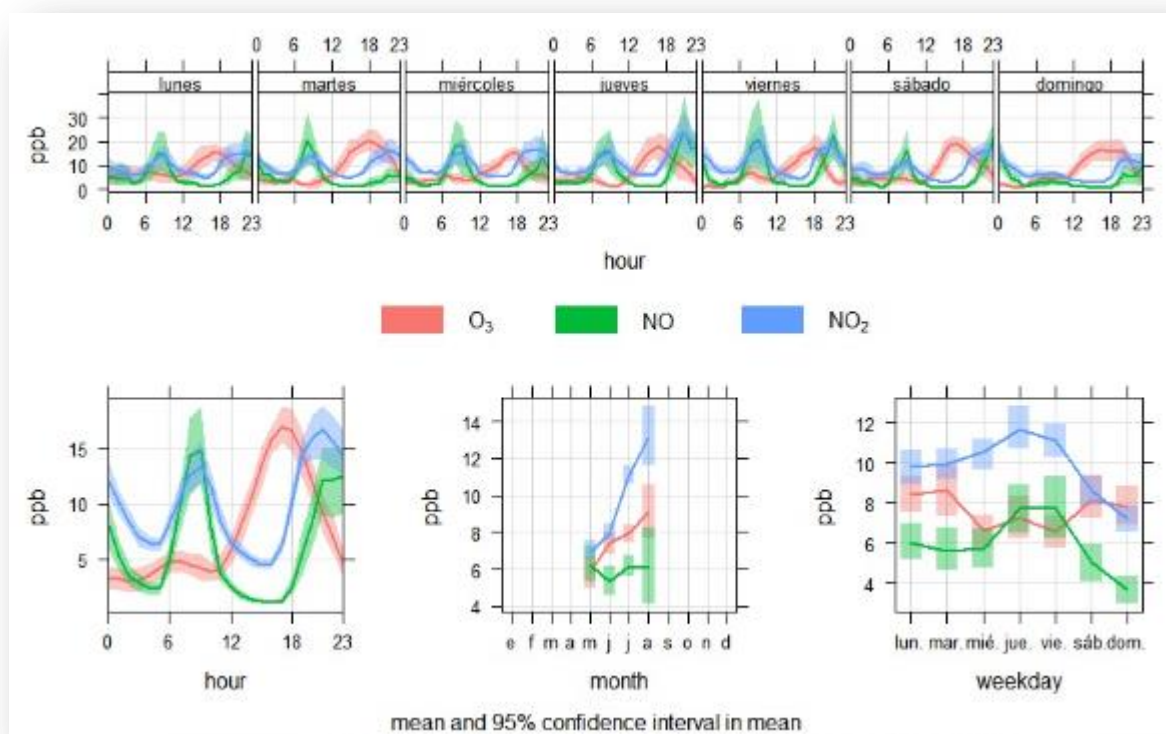 0 6 12 18 23 0 6 12 18 23 0 6 12 18 23
lunes martes miércoles jueves viernes sábado domingo
30
20
10
0
ppb
0 6 12 18 23 0 6 12 18 23 0 6 12 18 23 0 6 12 18 23
hour
O₃ NO NO₂
15
10
5
ppb
0 6 12 18 23
hour
14
12
10
8
6
4
ppb
e f m a m j j a s o n d
month
12
10
8
6
4
ppb
lun. mar. mié. jue. vie. sáb. dom.
weekday
mean and 95% confidence interval in mean